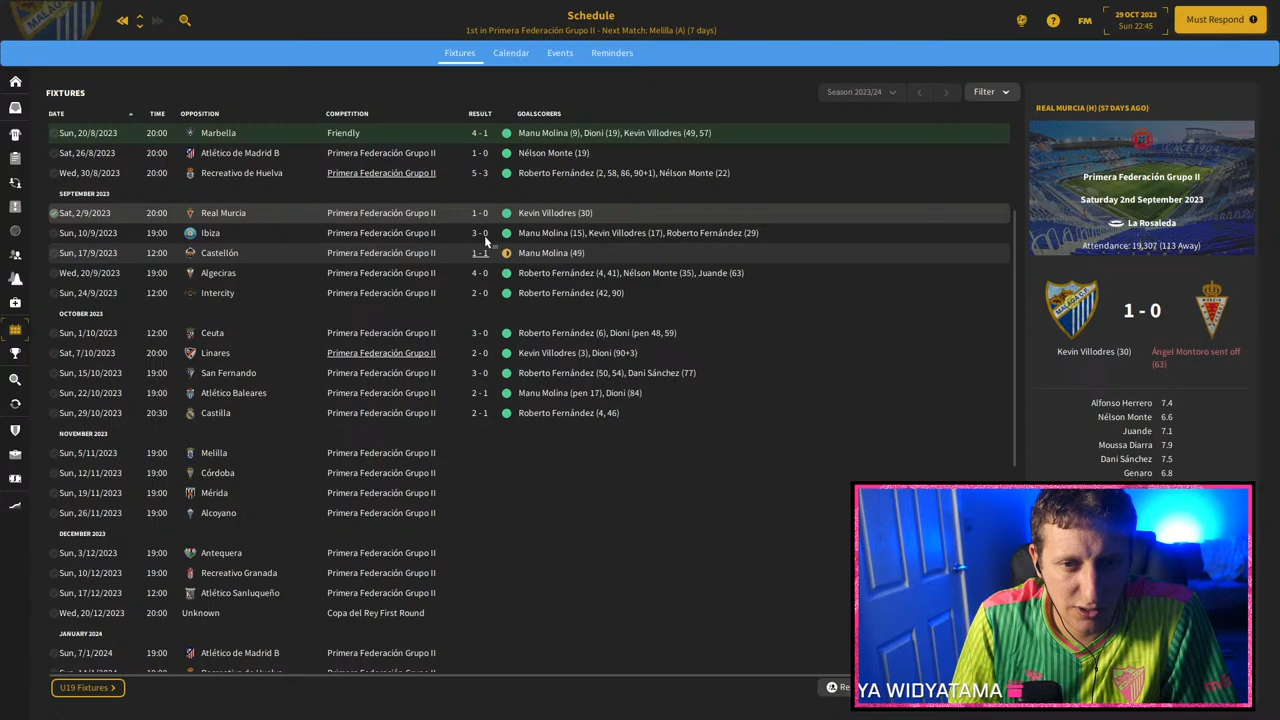 Schedule
1st in Primera Federación Grupo II - Next Match: Melilla (A) (7 days)
FM
29 OCT 2023
Sun 22:45
Must Respond
Fixtures Calendar Events Reminders
FIXTURES
Season 2023/24
Filter
DATE TIME OPPOSITION COMPETITION RESULT GOALSCORERS
Sun, 20/8/2023 20:00 Marbella Friendly 4 - 1 Manu Molina (9), Dioni (19), Kevin Villodres (49, 57)
Sat, 26/8/2023 20:00 Atlético de Madrid B Primera Federación Grupo II 1 - 0 Nélson Monte (19)
Wed, 30/8/2023 20:00 Recreativo de Huelva Primera Federación Grupo II 5 - 3 Roberto Fernández (2, 58, 86, 90+1), Nélson Monte (22)
SEPTEMBER 2023
Sat, 2/9/2023 20:00 Real Murcia Primera Federación Grupo II 1 - 0 Kevin Villodres (30)
Sun, 10/9/2023 19:00 Ibiza Primera Federación Grupo II 3 - 0 Manu Molina (15), Kevin Villodres (17), Roberto Fernández (29)
Sun, 17/9/2023 12:00 Castellón Primera Federación Grupo II 1 - 1 Manu Molina (49)
Wed, 20/9/2023 19:00 Algeciras Primera Federación Grupo II 4 - 0 Roberto Fernández (4, 41), Nélson Monte (35), Juande (63)
Sun, 24/9/2023 12:00 Intercity Primera Federación Grupo II 2 - 0 Roberto Fernández (42, 90)
OCTOBER 2023
Sun, 1/10/2023 12:00 Ceuta Primera Federación Grupo II 3 - 0 Roberto Fernández (6), Dioni (pen 48, 59)
Sat, 7/10/2023 20:00 Linares Primera Federación Grupo II 2 - 0 Kevin Villodres (3), Dioni (90+3)
Sun, 15/10/2023 19:00 San Fernando Primera Federación Grupo II 3 - 0 Roberto Fernández (50, 54), Dani Sánchez (77)
Sun, 22/10/2023 19:00 Atlético Baleares Primera Federación Grupo II 2 - 1 Manu Molina (pen 17), Dioni (84)
Sun, 29/10/2023 20:30 Castilla Primera Federación Grupo II 2 - 1 Roberto Fernández (4, 46)
NOVEMBER 2023
Sun, 5/11/2023 19:00 Melilla Primera Federación Grupo II
Sun, 12/11/2023 19:00 Córdoba Primera Federación Grupo II
Sun, 19/11/2023 19:00 Mérida Primera Federación Grupo II
Sun, 26/11/2023 19:00 Alcoyano Primera Federación Grupo II
DECEMBER 2023
Sun, 3/12/2023 19:00 Antequera Primera Federación Grupo II
Sun, 10/12/2023 19:00 Recreativo Granada Primera Federación Grupo II
Sun, 17/12/2023 12:00 Atlético Sanluqueño Primera Federación Grupo II
Wed, 20/12/2023 20:00 Unknown Copa del Rey First Round
JANUARY 2024
Sun, 7/1/2024 19:00 Atlético de Madrid B Primera Federación Grupo II
U19 Fixtures
Re
REAL MURCIA (H) (57 DAYS AGO)
Primera Federación Grupo II
Saturday 2nd September 2023
La Rosaleda
Attendance: 19,307 (113 Away)
1 - 0
Kevin Villodres (30)
Ángel Montoro sent off
(63)
Alfonso Herrero 7.4
Nélson Monte 6.6
Juande 7.1
Moussa Diarra 7.9
Dani Sánchez 7.5
Genaro 6.8
YA WIDYATAMA